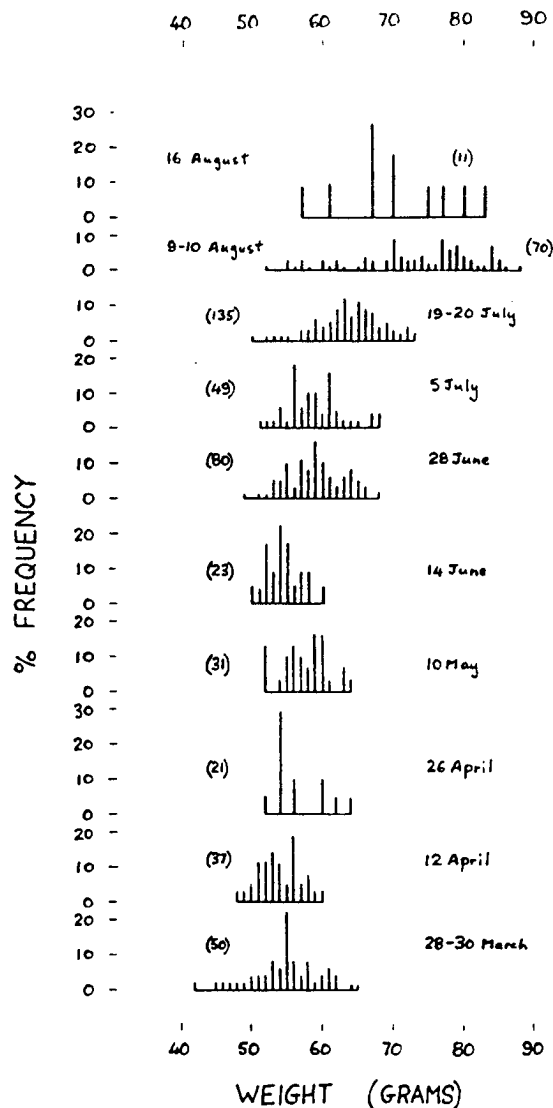 40 50 60 70 80 90
30
20
10
0
16 August (11)
10
0
9-10 August (70)
10
0
(135) 19-20 July
20
10
0
(49) 5 July
10
0
(80) 28 June
20
10
0
(23) 14 June
20
10
0
(31) 10 May
30
20
10
0
(21) 26 April
20
10
0
(37) 12 April
20
10
0
(50) 28-30 March
% FREQUENCY
40 50 60 70 80 90
WEIGHT (GRAMS)